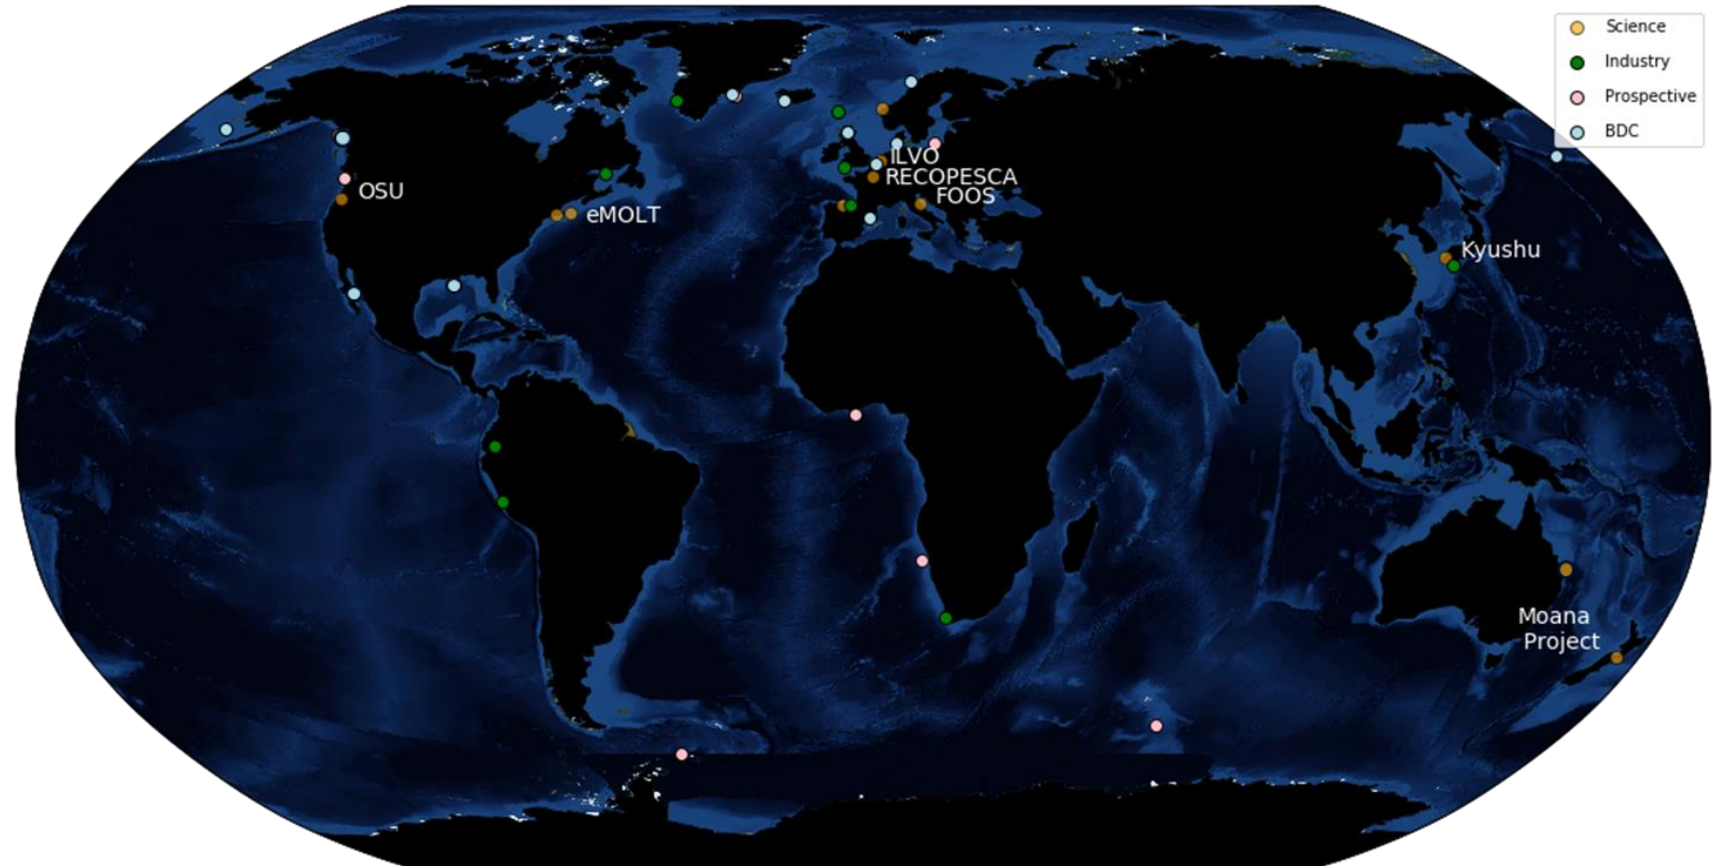 Science
Industry
Prospective
BDC
ILVO
RECOPESCA
FOOS
OSU
eMOLT
Kyushu
Moana
Project